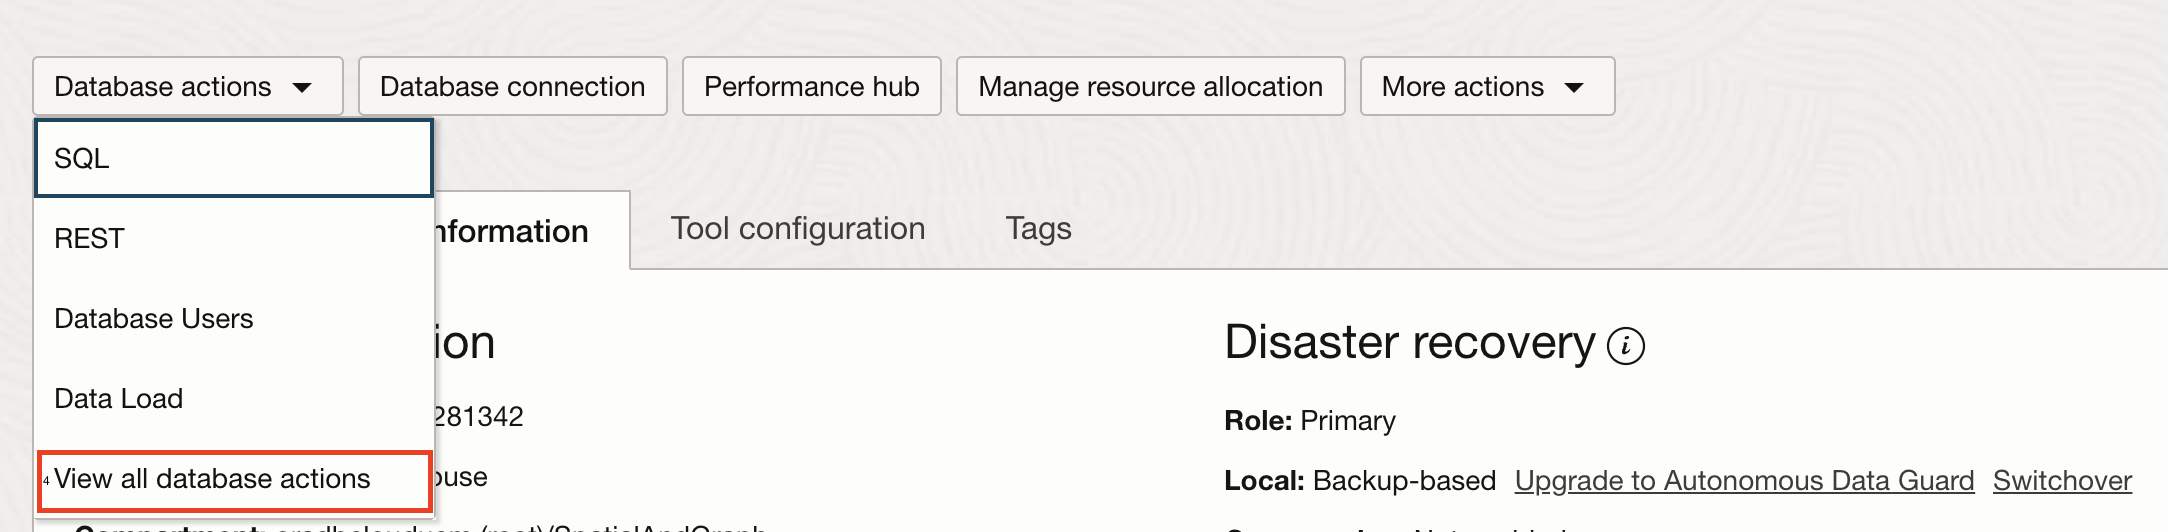 Database actions Database connection Performance hub Manage resource allocation More actions
SQL
REST
Database Users
Data Load
4 View all database actions
nformation Tool configuration Tags
ion
281342
ouse
Disaster recovery i
Role: Primary
Local: Backup-based Upgrade to Autonomous Data Guard Switchover